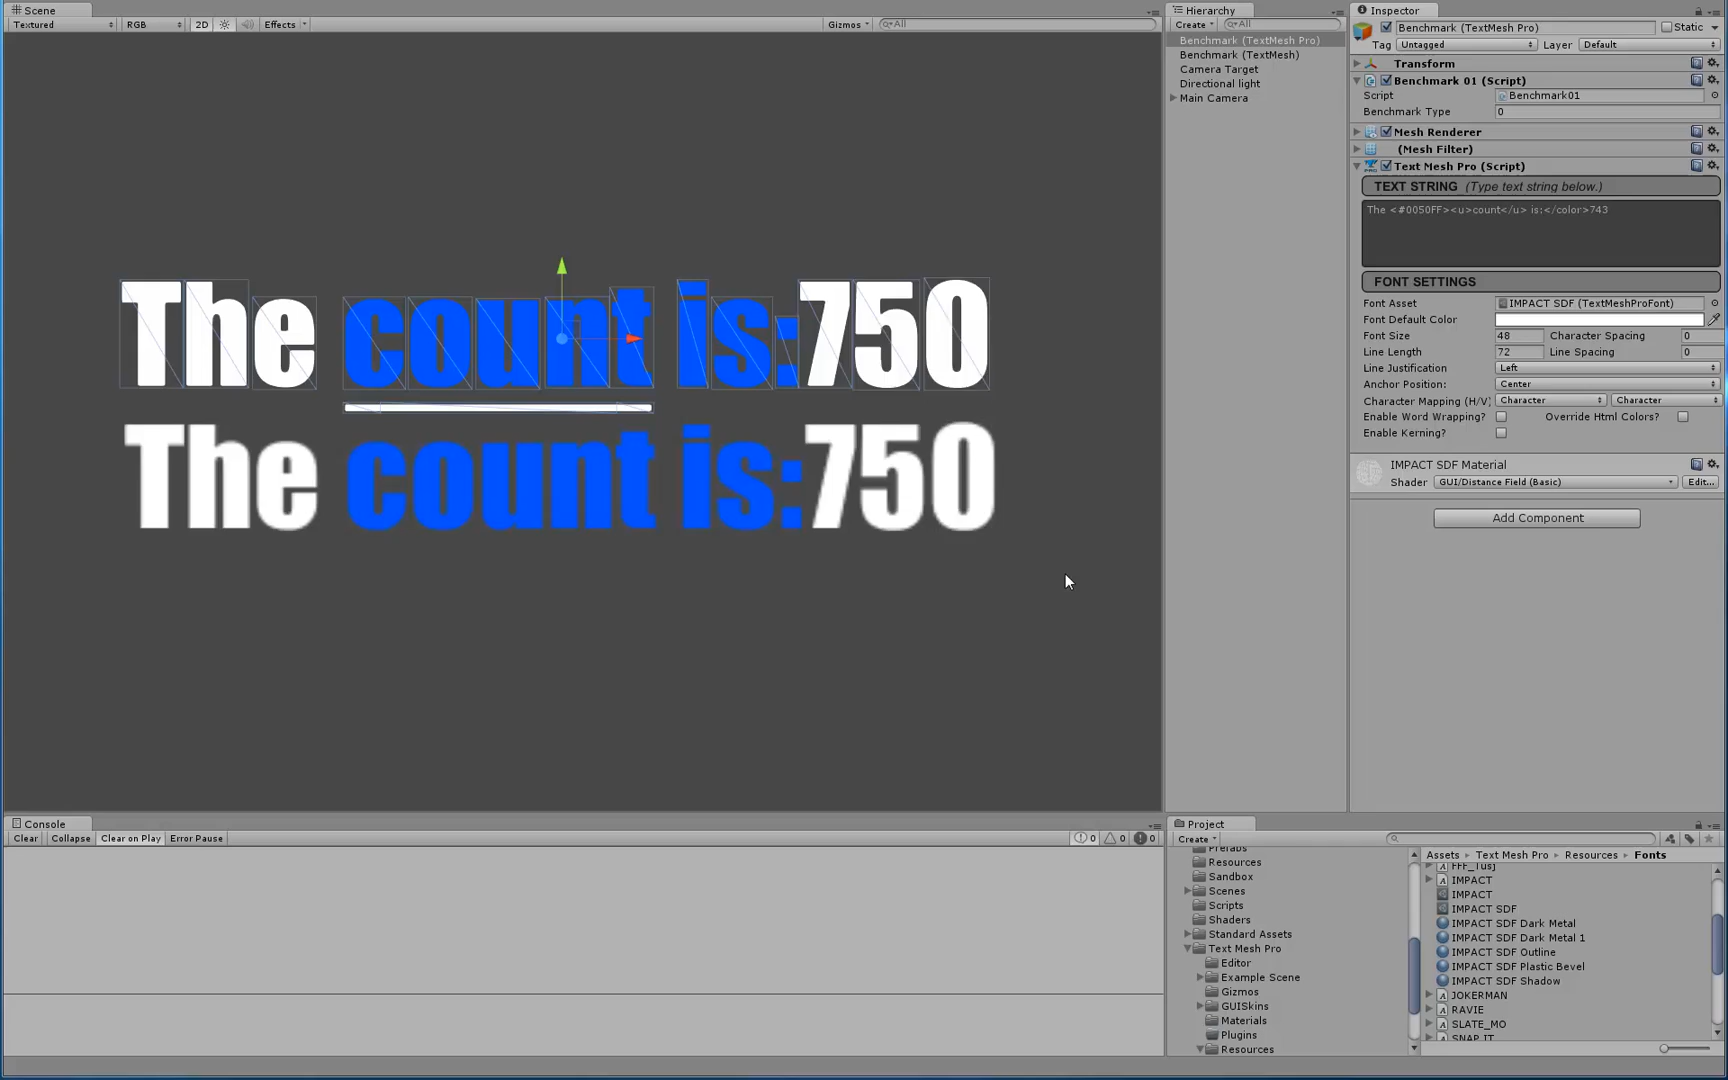 Scene
Textured RGB 2D Effects Gizmos All
The count is:750
The count is:750
Console
Clear Collapse Clear on Play Error Pause 0 0 0
Hierarchy
Create All
Benchmark (TextMesh Pro)
Benchmark (TextMesh)
Camera Target
Directional light
Main Camera
Inspector
Benchmark (TextMesh Pro) Static
Tag Untagged Layer Default
Transform
Benchmark 01 (Script)
Script Benchmark01
Benchmark Type 0
Mesh Renderer
(Mesh Filter)
Text Mesh Pro (Script)
TEXT STRING (Type text string below.)
The <#0050FF><u>count</u> is:</color>743
FONT SETTINGS
Font Asset IMPACT SDF (TextMeshProFont)
Font Default Color
Font Size 48 Character Spacing 0
Line Length 72 Line Spacing 0
Line Justification Left
Anchor Position: Center
Character Mapping (H/V) Character Character
Enable Word Wrapping? Override Html Colors?
Enable Kerning?
IMPACT SDF Material
Shader GUI/Distance Field (Basic) Edit...
Add Component
Project
Create
Prefabs
Resources
Sandbox
Scenes
Scripts
Shaders
Standard Assets
Text Mesh Pro
Editor
Example Scene
Gizmos
GUISkins
Materials
Plugins
Resources
Assets Text Mesh Pro Resources Fonts
FFF_Tusj
IMPACT
IMPACT
IMPACT SDF
IMPACT SDF Dark Metal
IMPACT SDF Dark Metal 1
IMPACT SDF Outline
IMPACT SDF Plastic Bevel
IMPACT SDF Shadow
JOKERMAN
RAVIE
SLATE_MO
SNAP IT